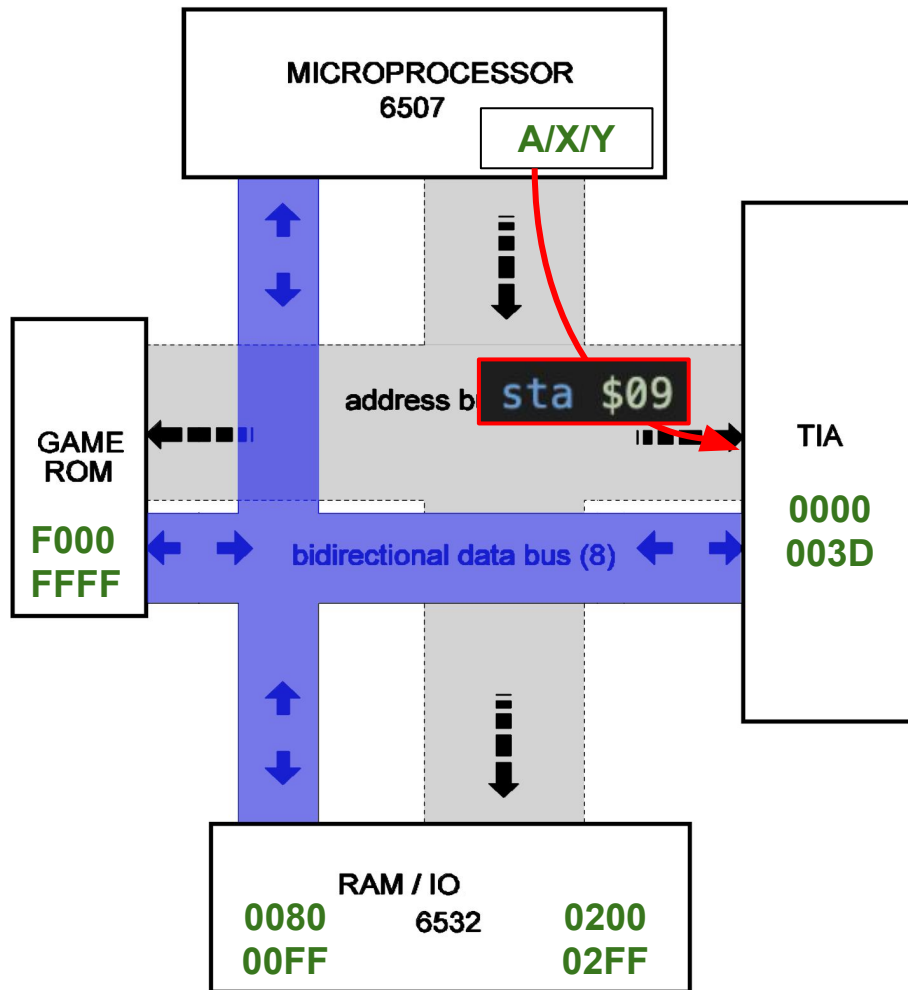 MICROPROCESSOR
6507
A/X/Y
address b
sta $09
GAME
ROM
F000
FFFF
TIA
0000
003D
bidirectional data bus (8)
RAM / IO
6532
0080
00FF
0200
02FF